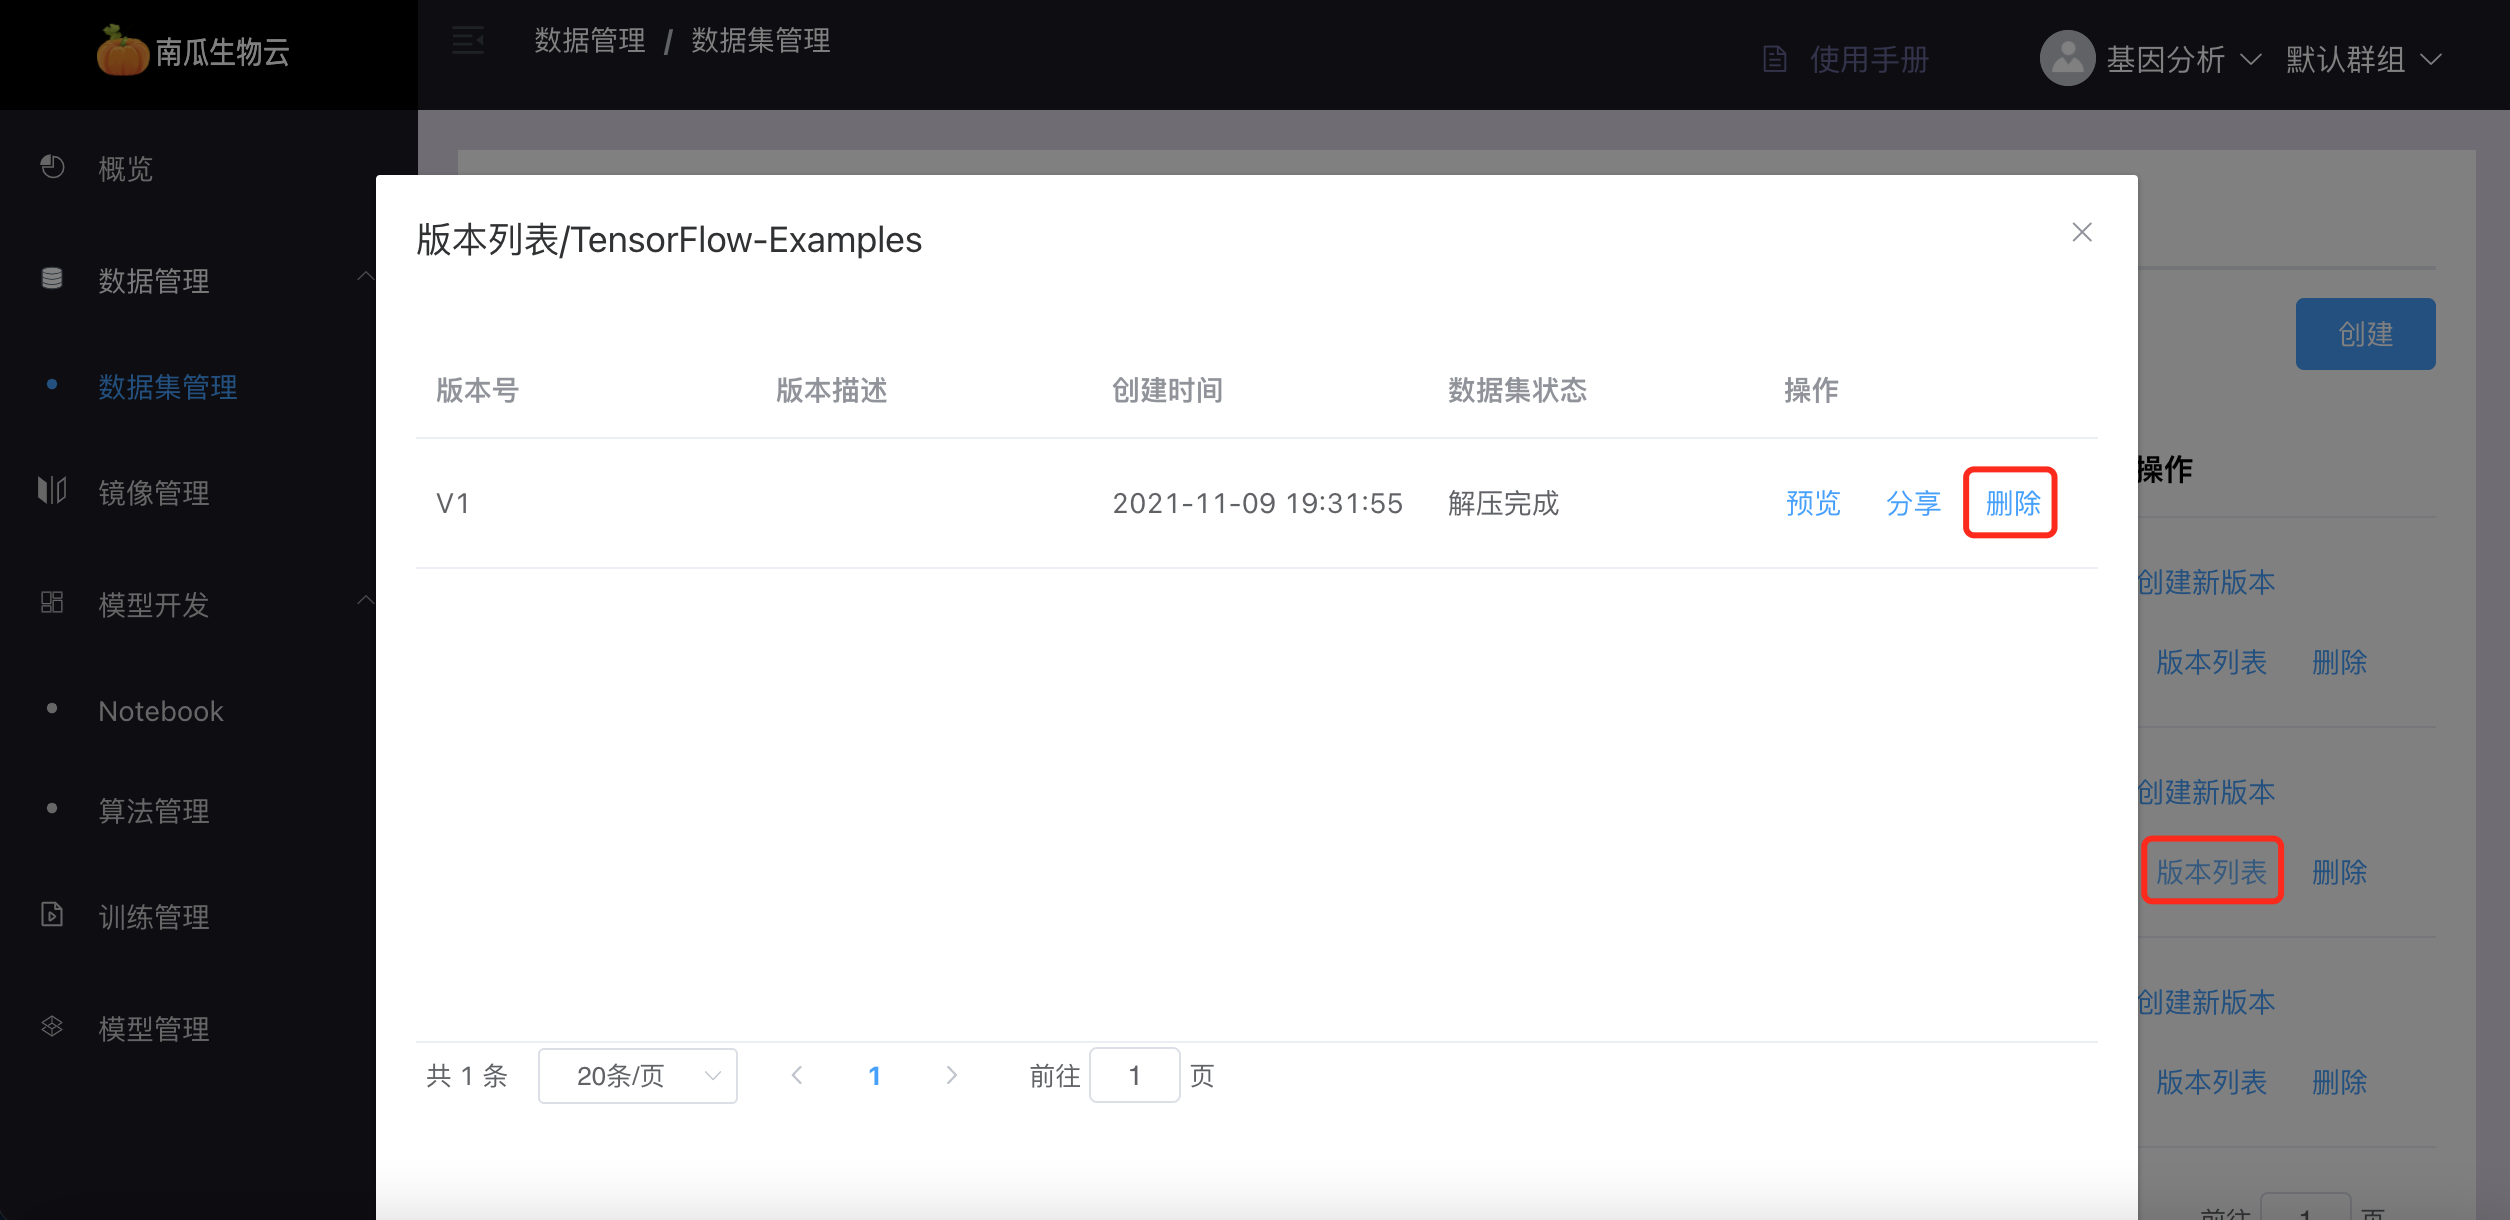 南瓜生物云
数据管理 / 数据集管理
使用手册
基因分析
默认群组
概览
数据管理
数据集管理
镜像管理
模型开发
Notebook
算法管理
训练管理
模型管理
版本列表/TensorFlow-Examples
版本号 版本描述 创建时间 数据集状态 操作
V1 2021-11-09 19:31:55 解压完成 预览 分享 删除
共 1 条 20条/页 1 前往 1 页
创建
操作
创建新版本
版本列表 删除
创建新版本
版本列表 删除
创建新版本
版本列表 删除
前往 1 页